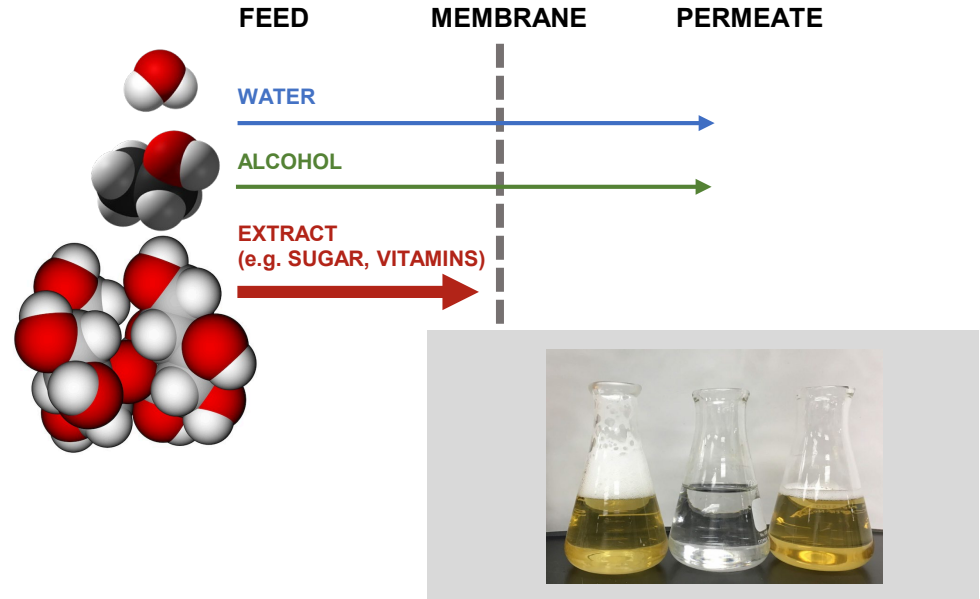 FEED MEMBRANE PERMEATE
WATER
ALCOHOL
EXTRACT
(e.g. SUGAR, VITAMINS)